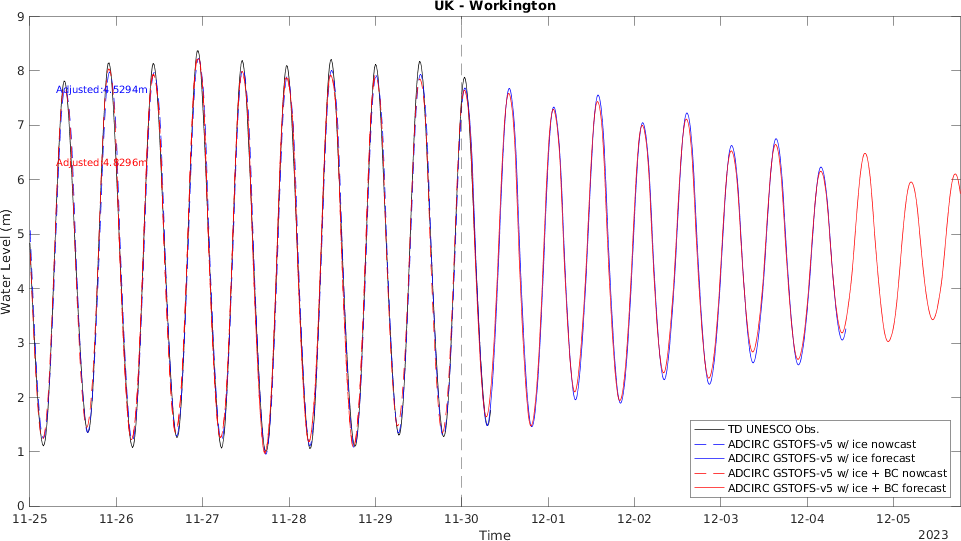 UK - Workington
9
8
7
6
5
4
3
2
1
0
Water Level (m)
Adjusted:4.5294m
Adjusted:4.8296m
TD UNESCO Obs.
ADCIRC GSTOFS-v5 w/ ice nowcast
ADCIRC GSTOFS-v5 w/ ice forecast
ADCIRC GSTOFS-v5 w/ ice + BC nowcast
ADCIRC GSTOFS-v5 w/ ice + BC forecast
11-25 11-26 11-27 11-28 11-29 11-30 12-01 12-02 12-03 12-04 12-05
Time
2023